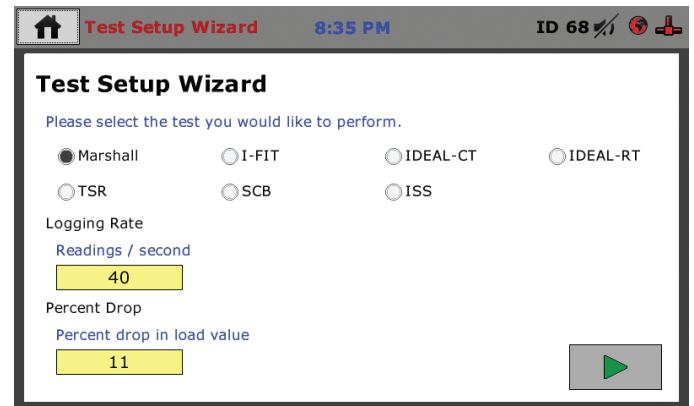 Test Setup Wizard 8:35 PM ID 68
Test Setup Wizard
Please select the test you would like to perform.
Marshall I-FIT IDEAL-CT IDEAL-RT
TSR SCB ISS
Logging Rate
Readings / second
40
Percent Drop
Percent drop in load value
11